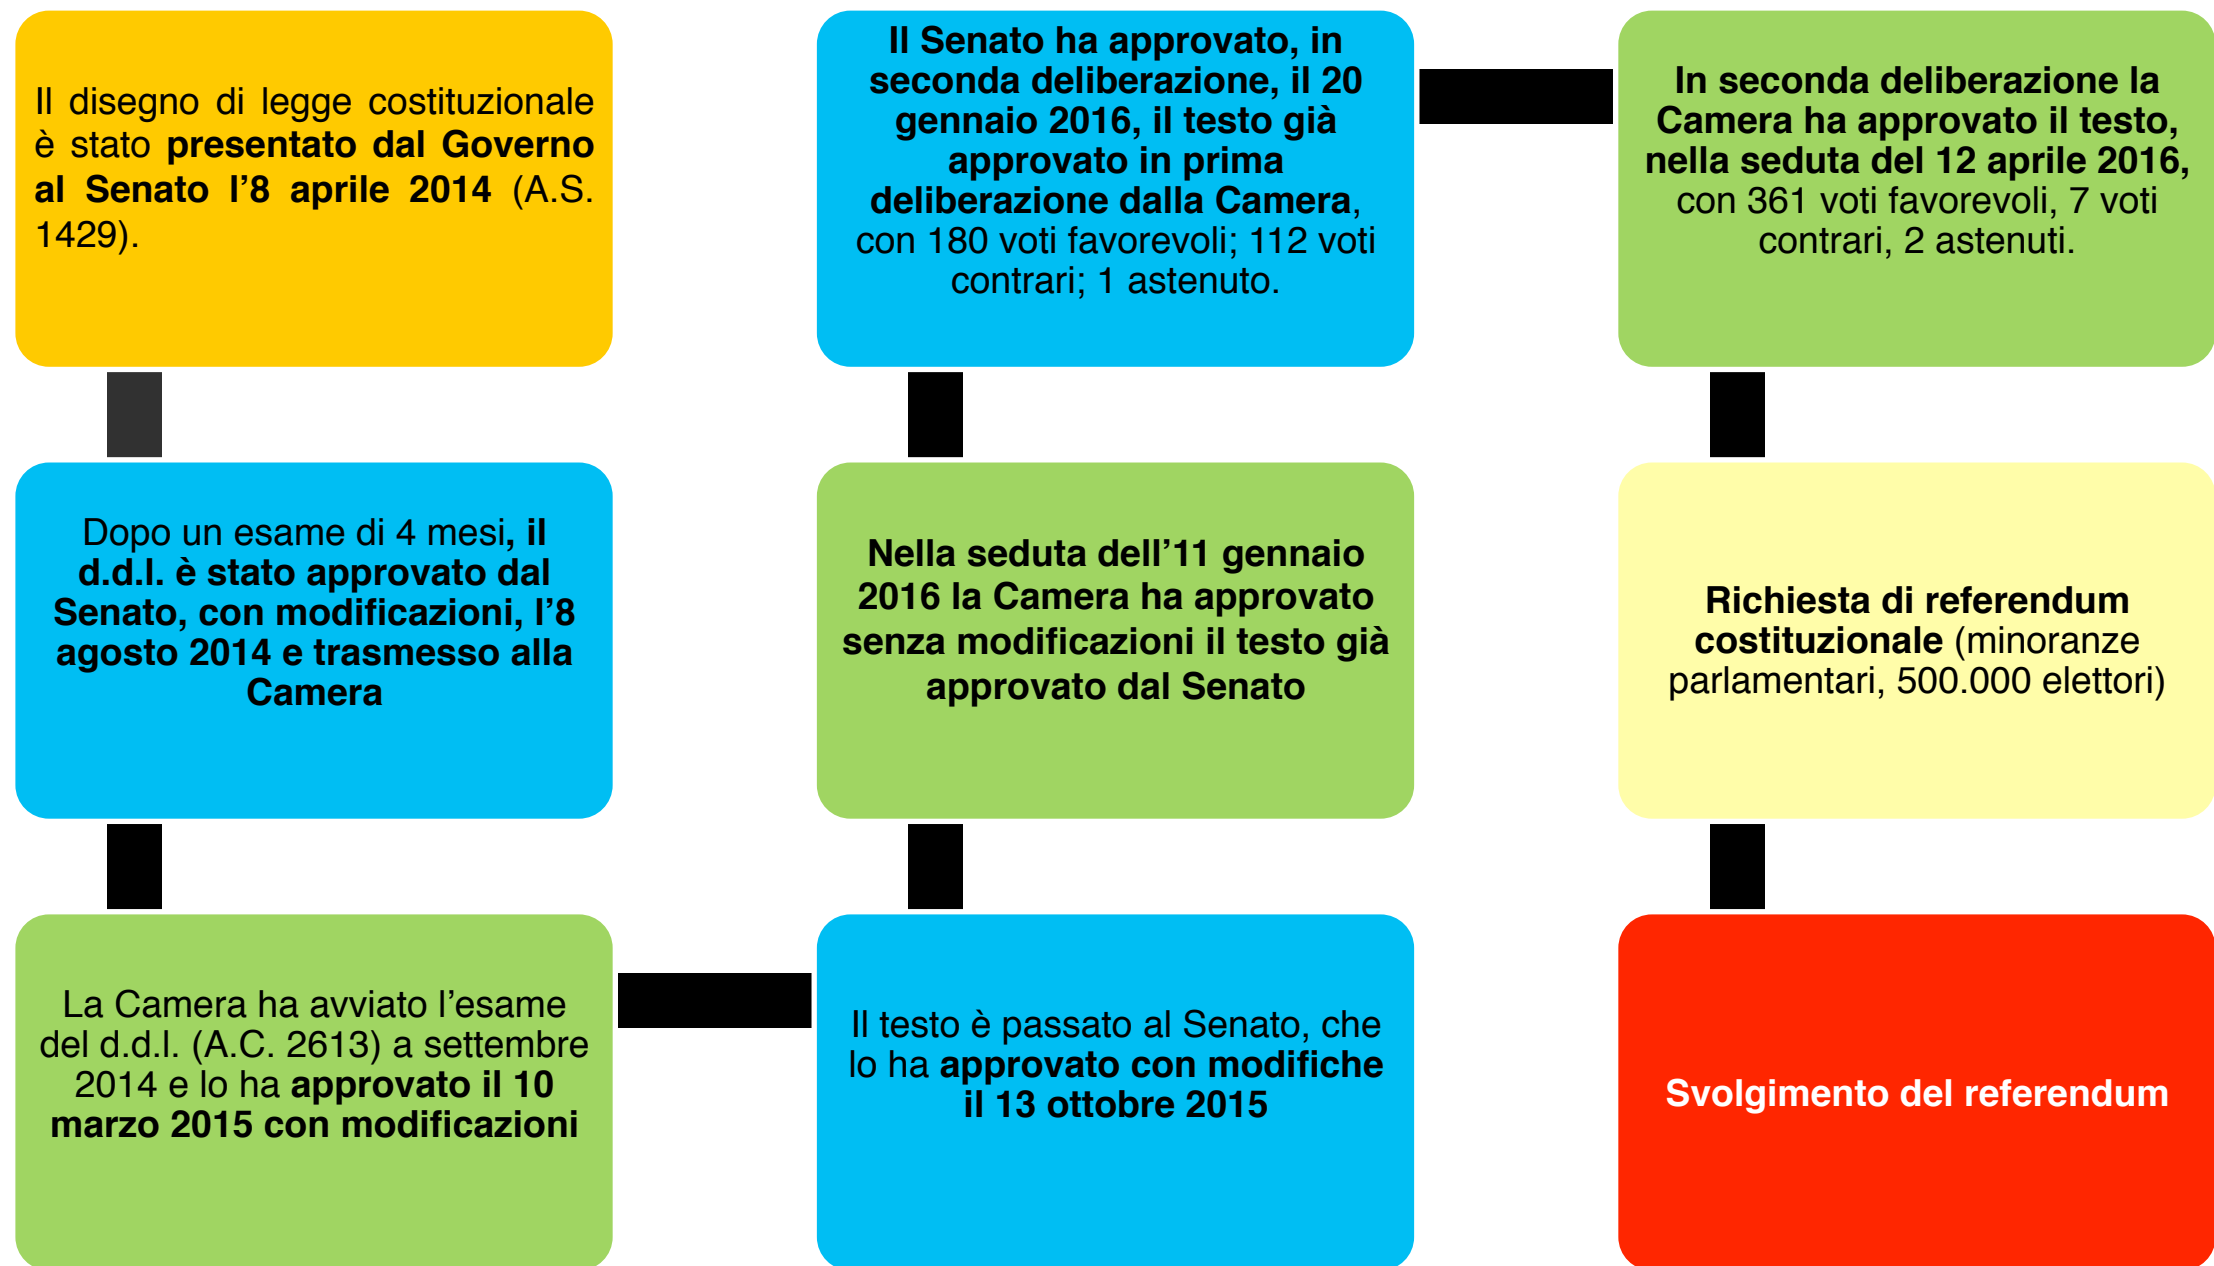 Il disegno di legge costituzionale
è stato presentato dal Governo
al Senato l’8 aprile 2014 (A.S.
1429).
Dopo un esame di 4 mesi, il
d.d.l. è stato approvato dal
Senato, con modificazioni, l’8
agosto 2014 e trasmesso alla
Camera
La Camera ha avviato l’esame
del d.d.l. (A.C. 2613) a settembre
2014 e lo ha approvato il 10
marzo 2015 con modificazioni
Il testo è passato al Senato, che
lo ha approvato con modifiche
il 13 ottobre 2015
Nella seduta dell’11 gennaio
2016 la Camera ha approvato
senza modificazioni il testo già
approvato dal Senato
Il Senato ha approvato, in
seconda deliberazione, il 20
gennaio 2016, il testo già
approvato in prima
deliberazione dalla Camera,
con 180 voti favorevoli; 112 voti
contrari; 1 astenuto.
In seconda deliberazione la
Camera ha approvato il testo,
nella seduta del 12 aprile 2016,
con 361 voti favorevoli, 7 voti
contrari, 2 astenuti.
Richiesta di referendum
costituzionale (minoranze
parlamentari, 500.000 elettori)
Svolgimento del referendum